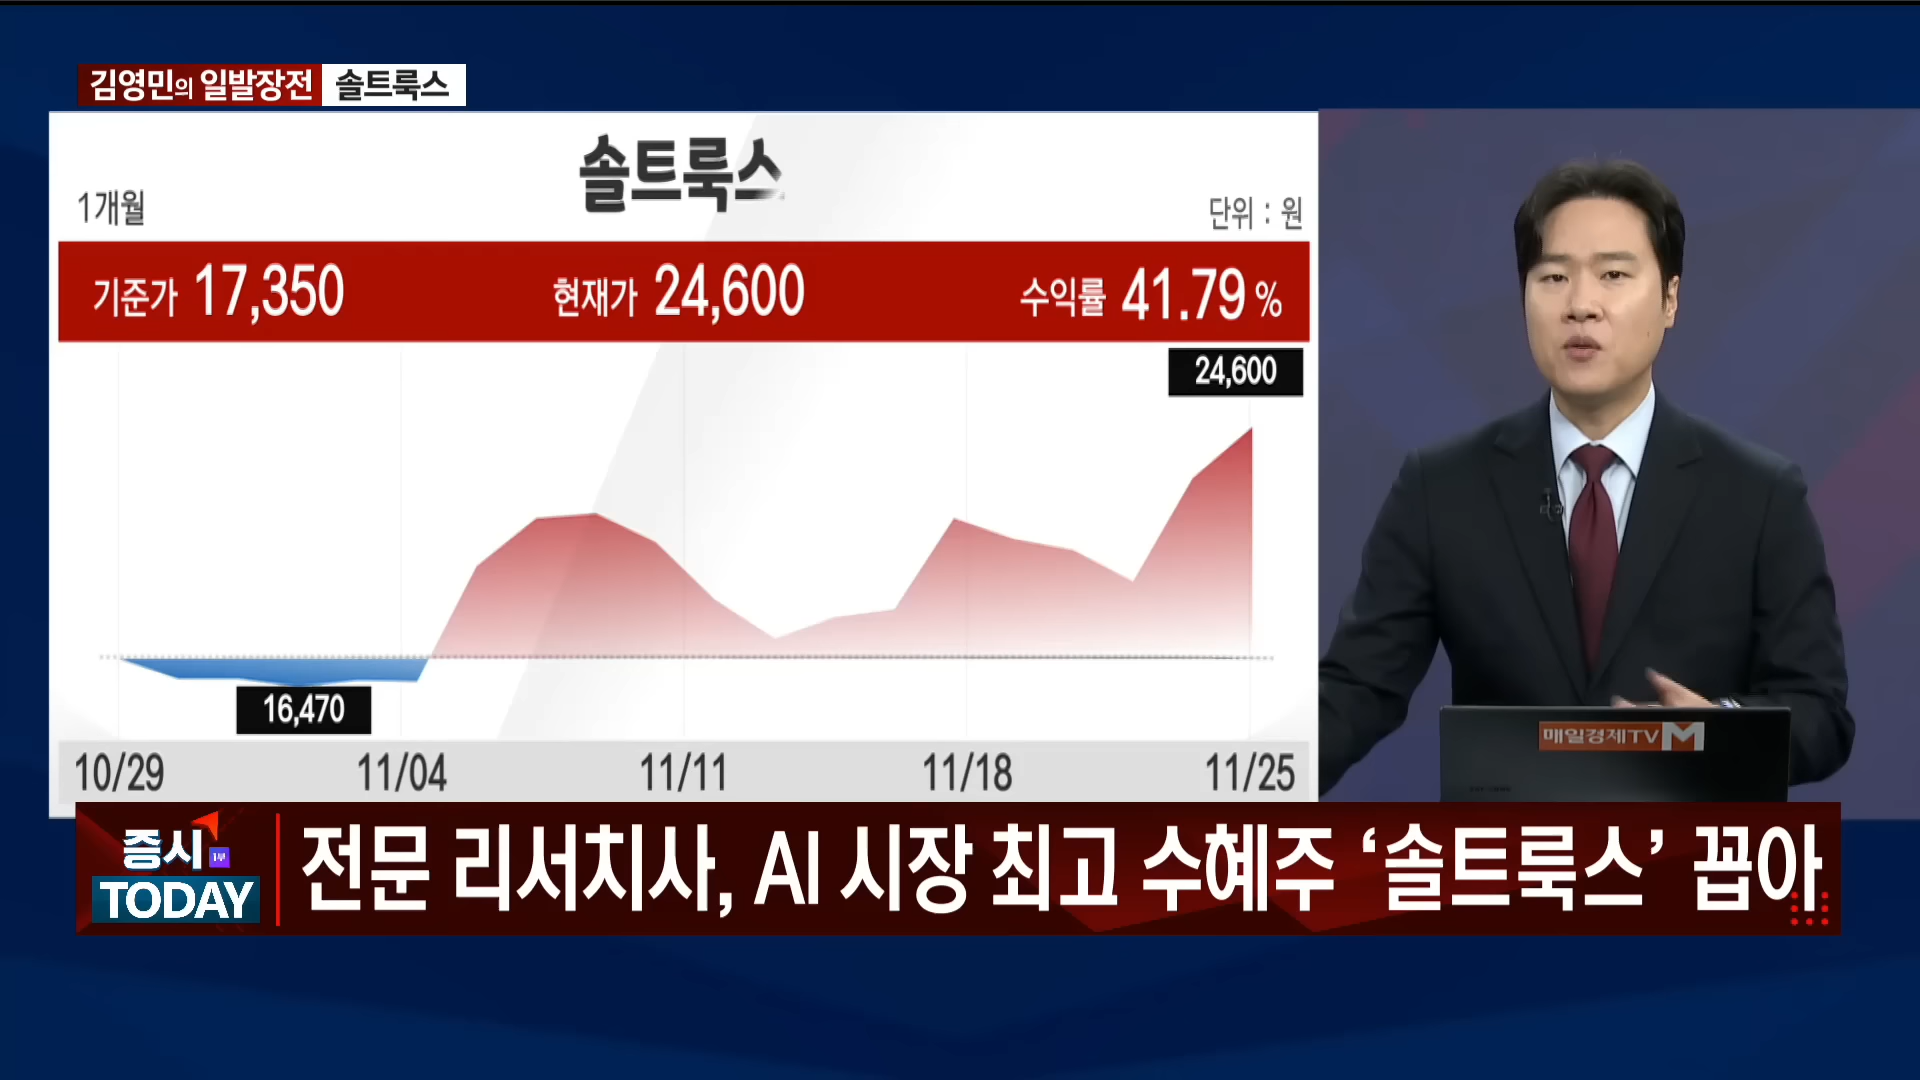 김영민의 일발장전 솔트룩스
솔트룩스
1개월
단위 : 원
기준가 17,350 현재가 24,600 수익률 41.79 %
24,600
16,470
10/29 11/04 11/11 11/18 11/25
매일경제TV M
증시 1부
TODAY
전문 리서치사, AI 시장 최고 수혜주 ‘솔트룩스’ 꼽아